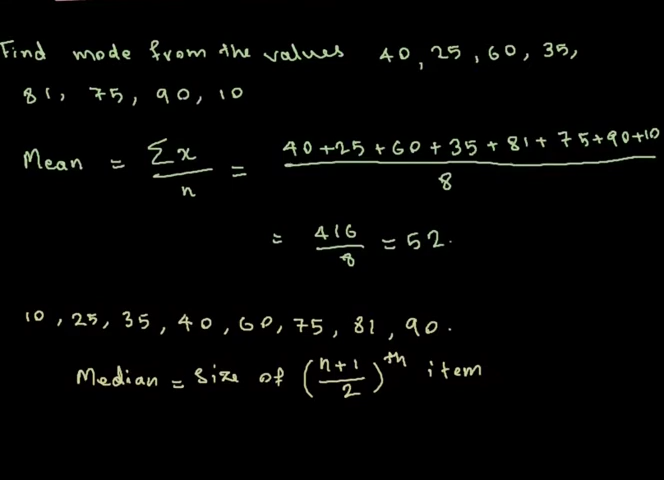 Find mode from the values 40, 25, 60, 35,
81, 75, 90, 10
Mean = Σx/n = 40+25+60+35+81+75+90+10/8
= 416/8 = 52.
10, 25, 35, 40, 60, 75, 81, 90.
Median = Size of (n+1/2)^th item